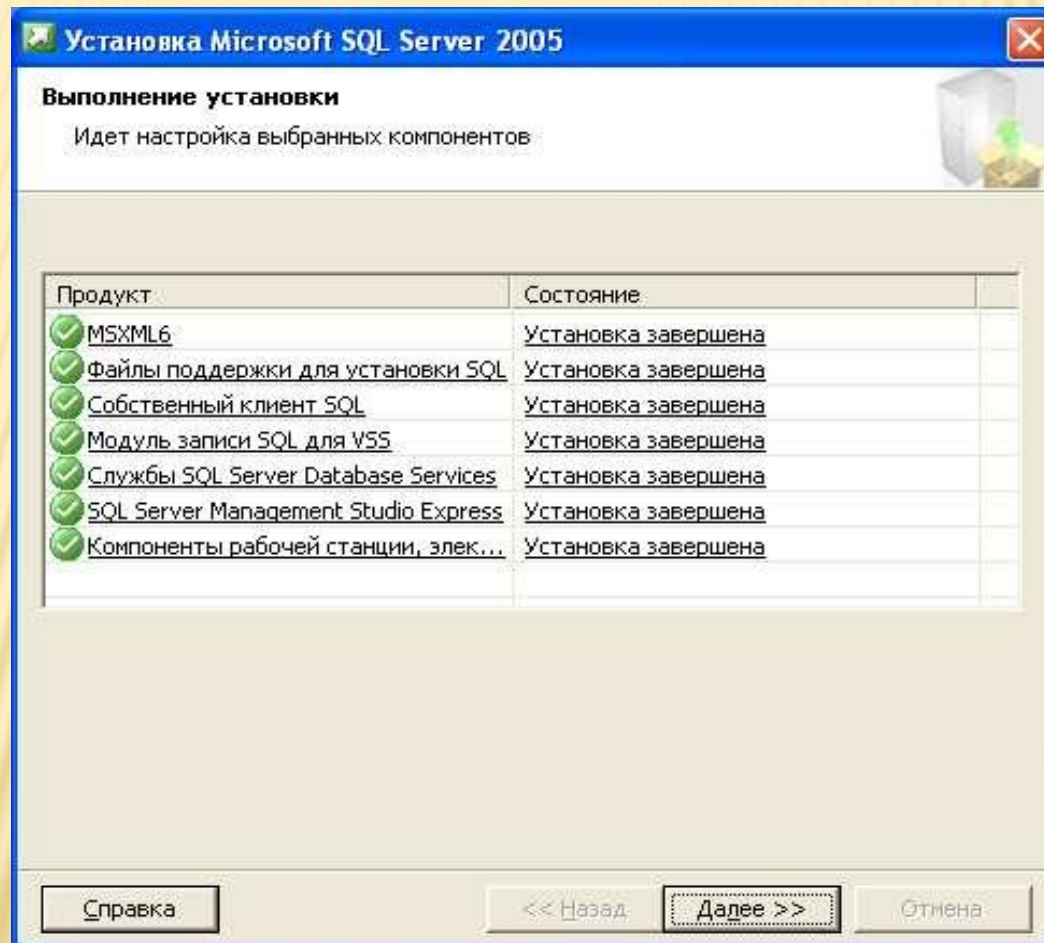 Установка Microsoft SQL Server 2005
Выполнение установки
Идет настройка выбранных компонентов
Продукт Состояние
MSXML6 Установка завершена
Файлы поддержки для установки SQL Установка завершена
Собственный клиент SQL Установка завершена
Модуль записи SQL для VSS Установка завершена
Службы SQL Server Database Services Установка завершена
SQL Server Management Studio Express Установка завершена
Компоненты рабочей станции, элек... Установка завершена
Справка << Назад Далее >> Отмена